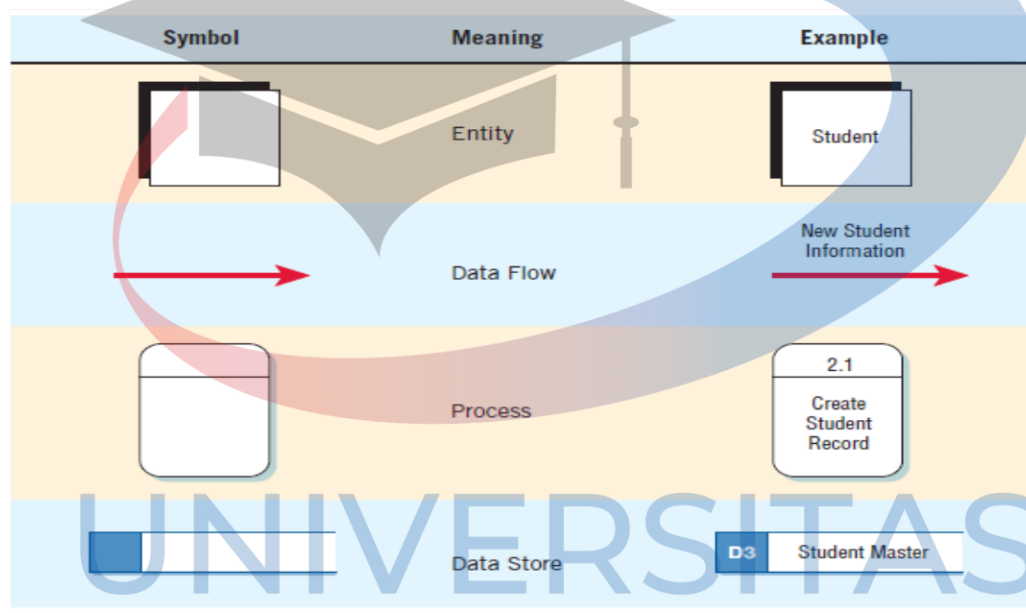 Symbol Meaning Example
Entity
Student
Data Flow
New Student
Information
Process
2.1
Create
Student
Record
Data Store
D3 Student Master
UNIVERSITAS